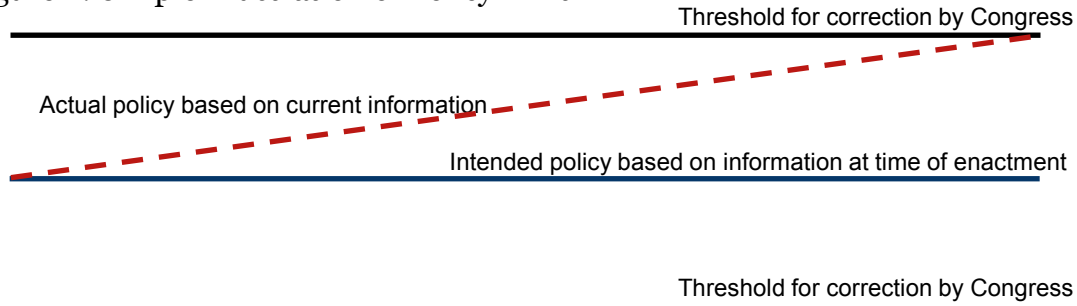 Threshold for correction by Congress
Actual policy based on current information
Intended policy based on information at time of enactment
Threshold for correction by Congress